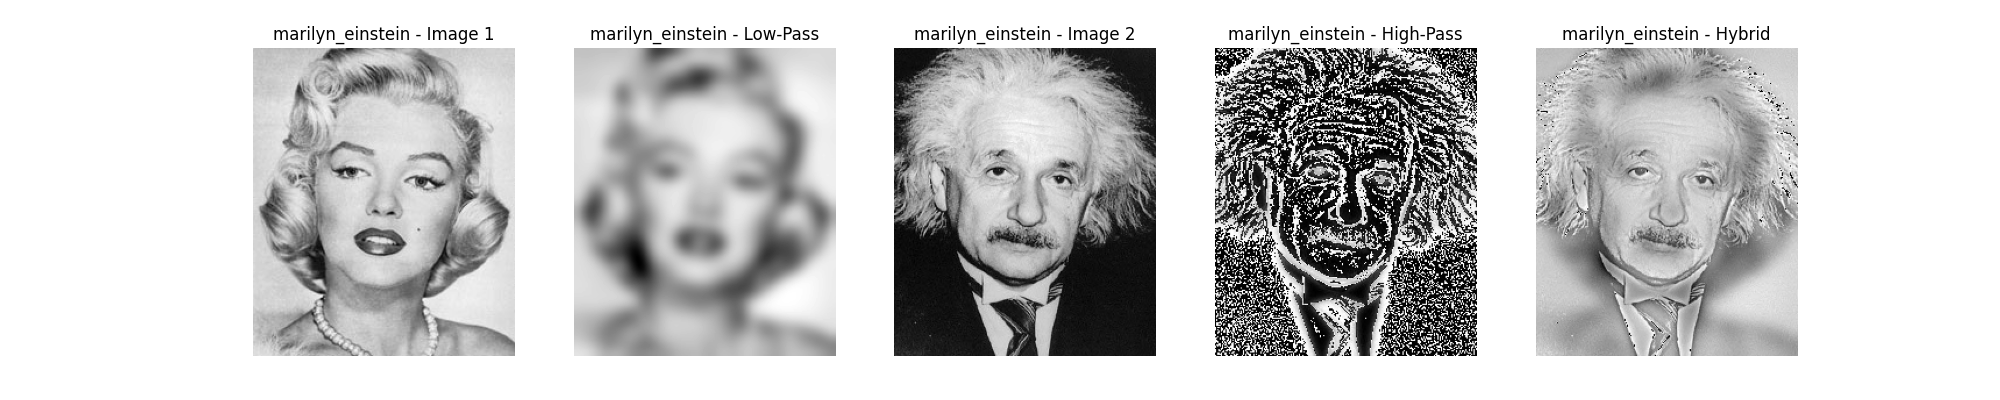 marilyn_einstein - Image 1
marilyn_einstein - Low-Pass
marilyn_einstein - Image 2
marilyn_einstein - High-Pass
marilyn_einstein - Hybrid